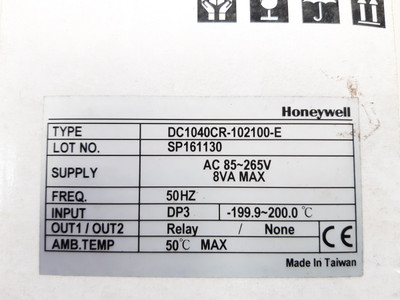 Honeywell
TYPE DC1040CR-102100-E
LOT NO. SP161130
SUPPLY AC 85~265V
8VA MAX
FREQ. 50HZ
INPUT DP3 -199.9~200.0 ℃
OUT1 / OUT2 Relay / None
AMB.TEMP 50℃ MAX
CE
Made In Taiwan